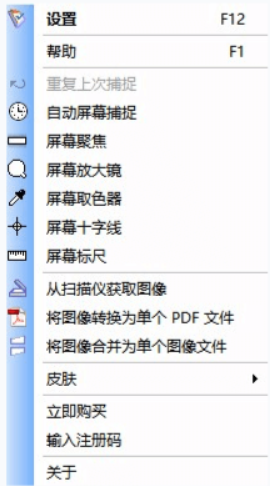 设置 F12
帮助 F1
重复上次捕捉
自动屏幕捕捉
屏幕聚焦
屏幕放大镜
屏幕取色器
屏幕十字线
屏幕标尺
从扫描仪获取图像
将图像转换为单个 PDF 文件
将图像合并为单个图像文件
皮肤
立即购买
输入注册码
关于